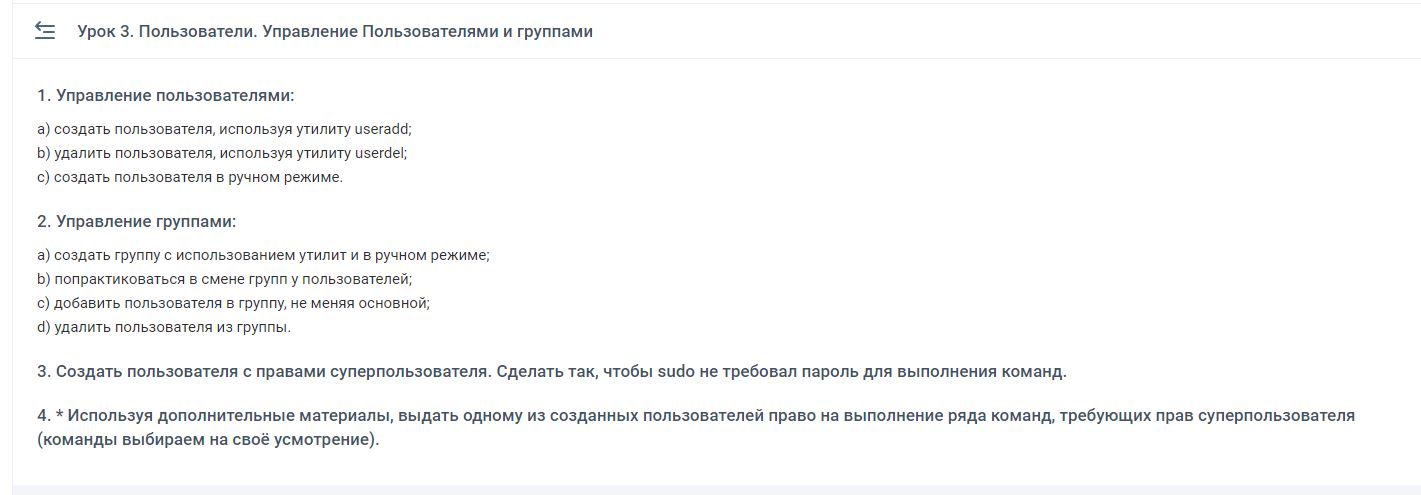 Урок 3. Пользователи. Управление Пользователями и группами
1. Управление пользователями:
a) создать пользователя, используя утилиту useradd;
b) удалить пользователя, используя утилиту userdel;
c) создать пользователя в ручном режиме.
2. Управление группами:
a) создать группу с использованием утилит и в ручном режиме;
b) попрактиковаться в смене групп у пользователей;
c) добавить пользователя в группу, не меняя основной;
d) удалить пользователя из группы.
3. Создать пользователя с правами суперпользователя. Сделать так, чтобы sudo не требовал пароль для выполнения команд.
4. * Используя дополнительные материалы, выдать одному из созданных пользователей право на выполнение ряда команд, требующих прав суперпользователя
(команды выбираем на своё усмотрение).